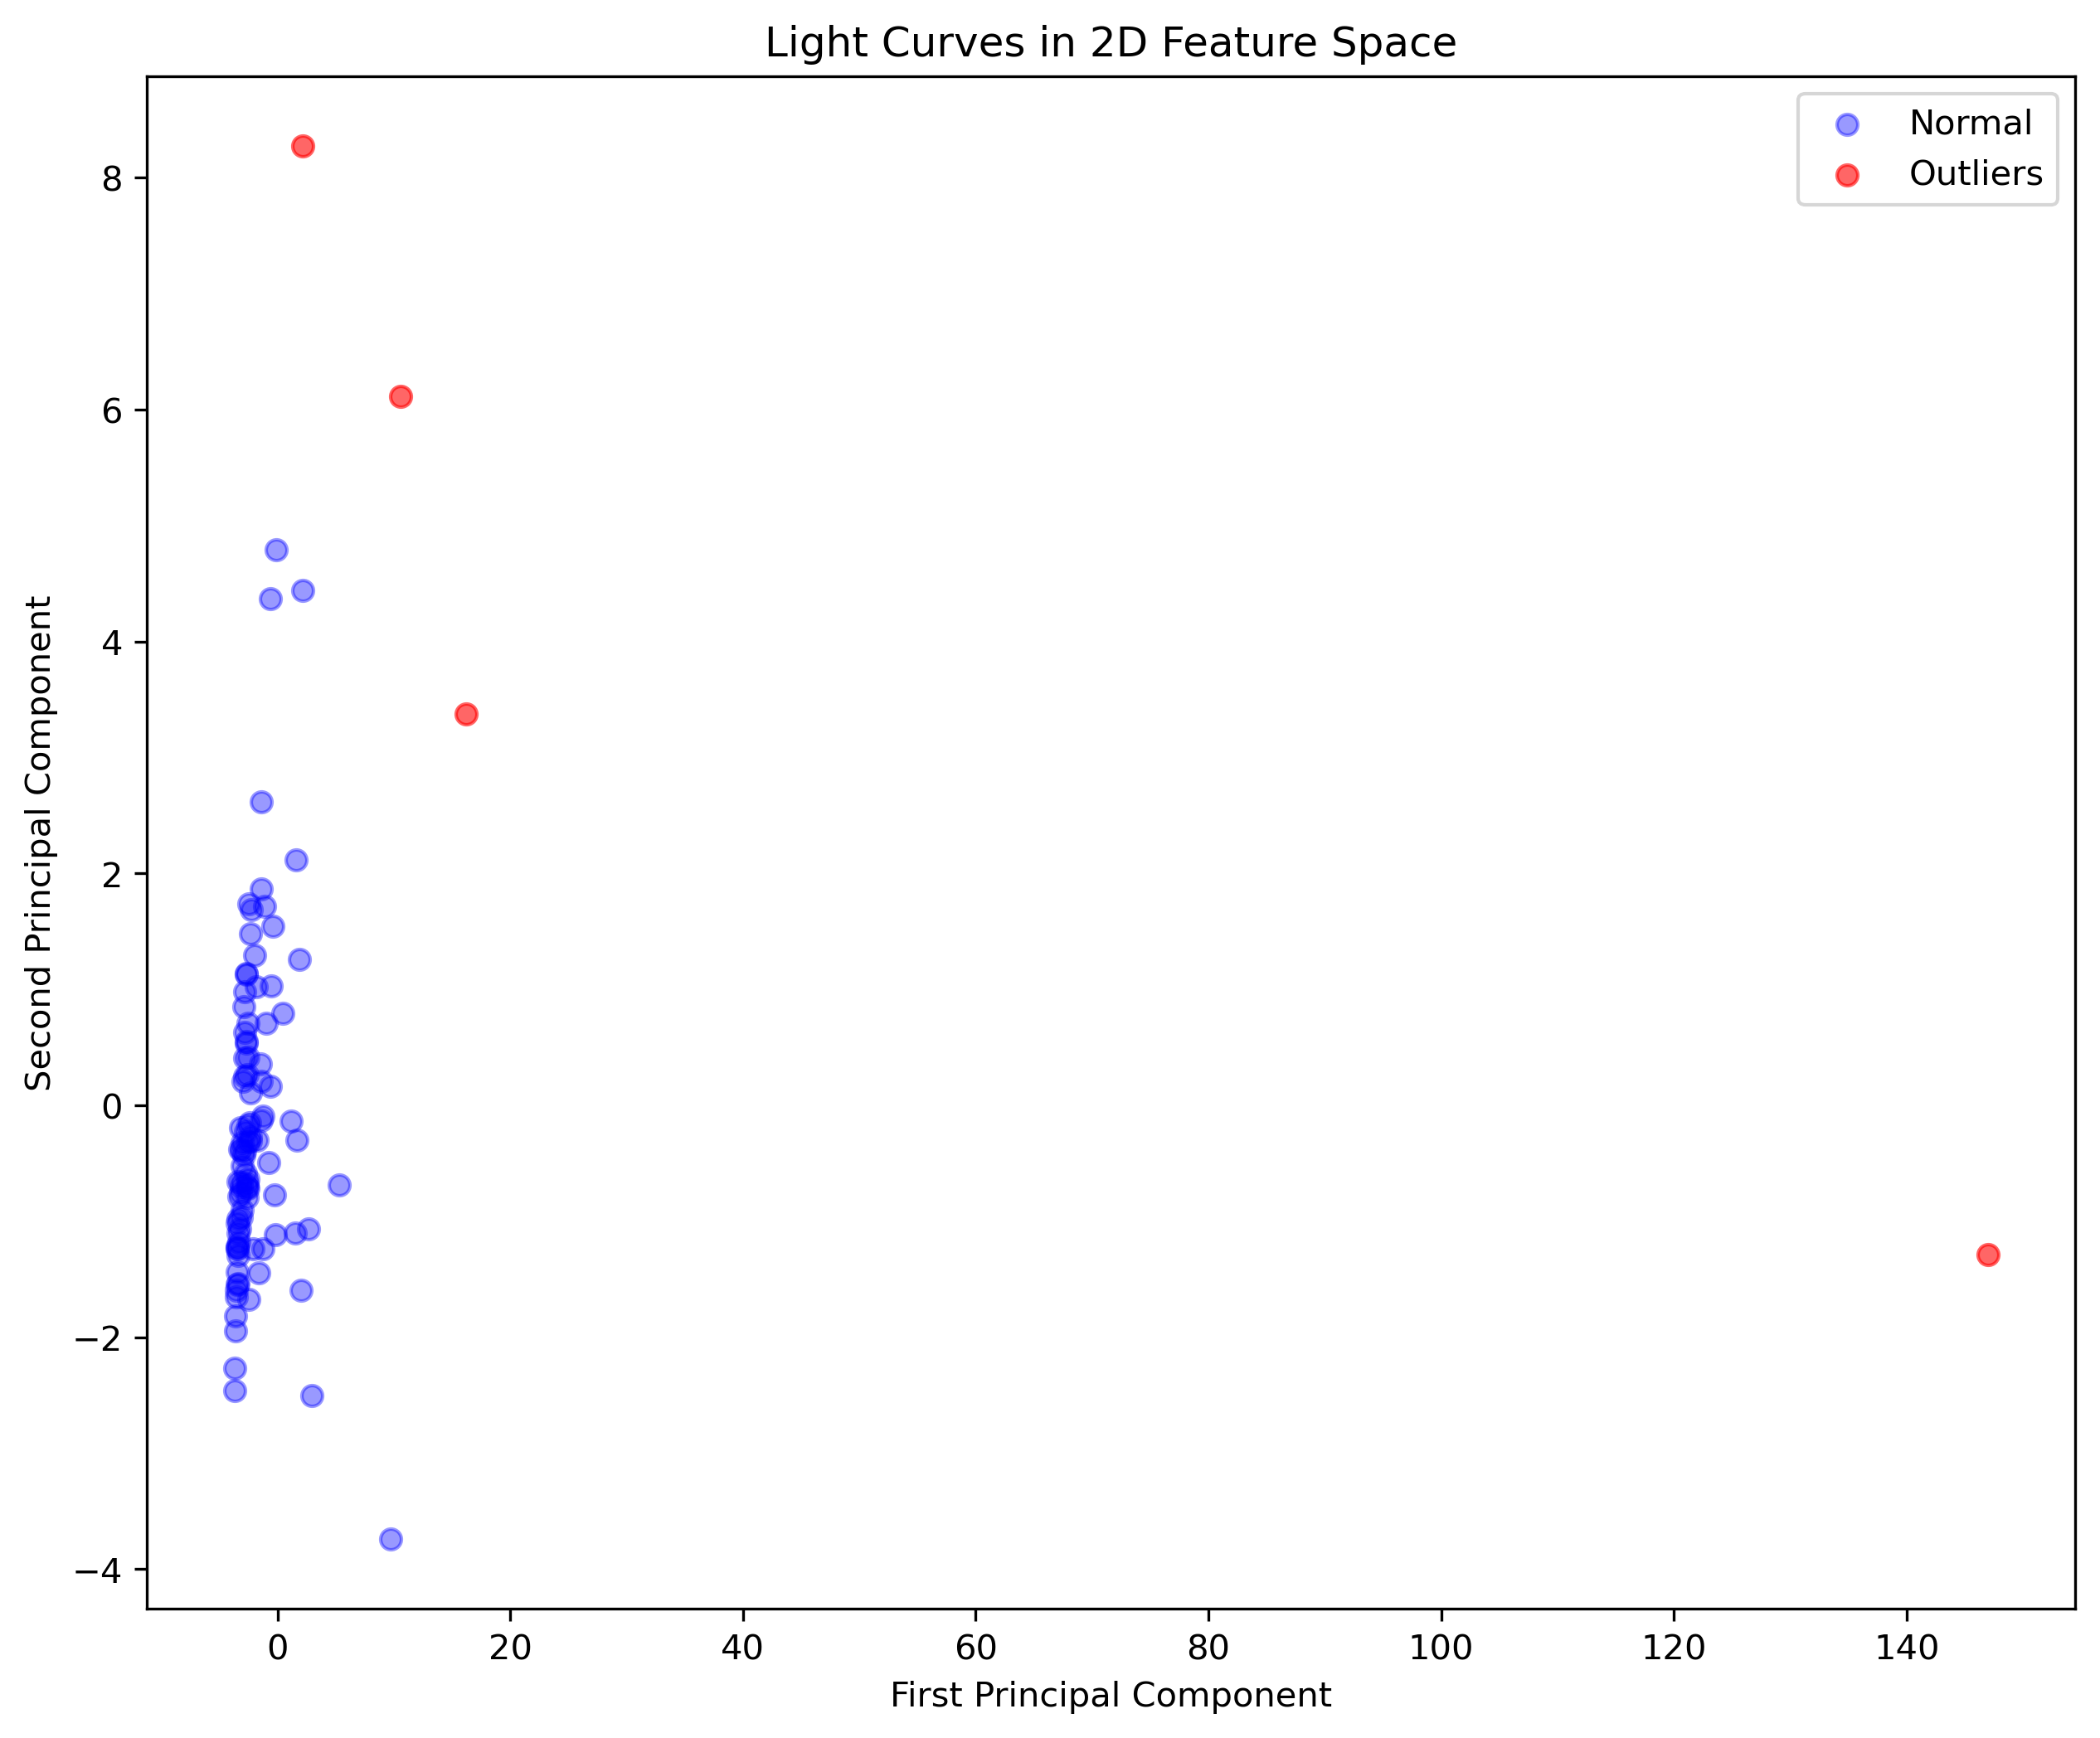 Light Curves in 2D Feature Space
Normal
Outliers
8
6
4
2
0
−2
−4
Second Principal Component
0 20 40 60 80 100 120 140
First Principal Component